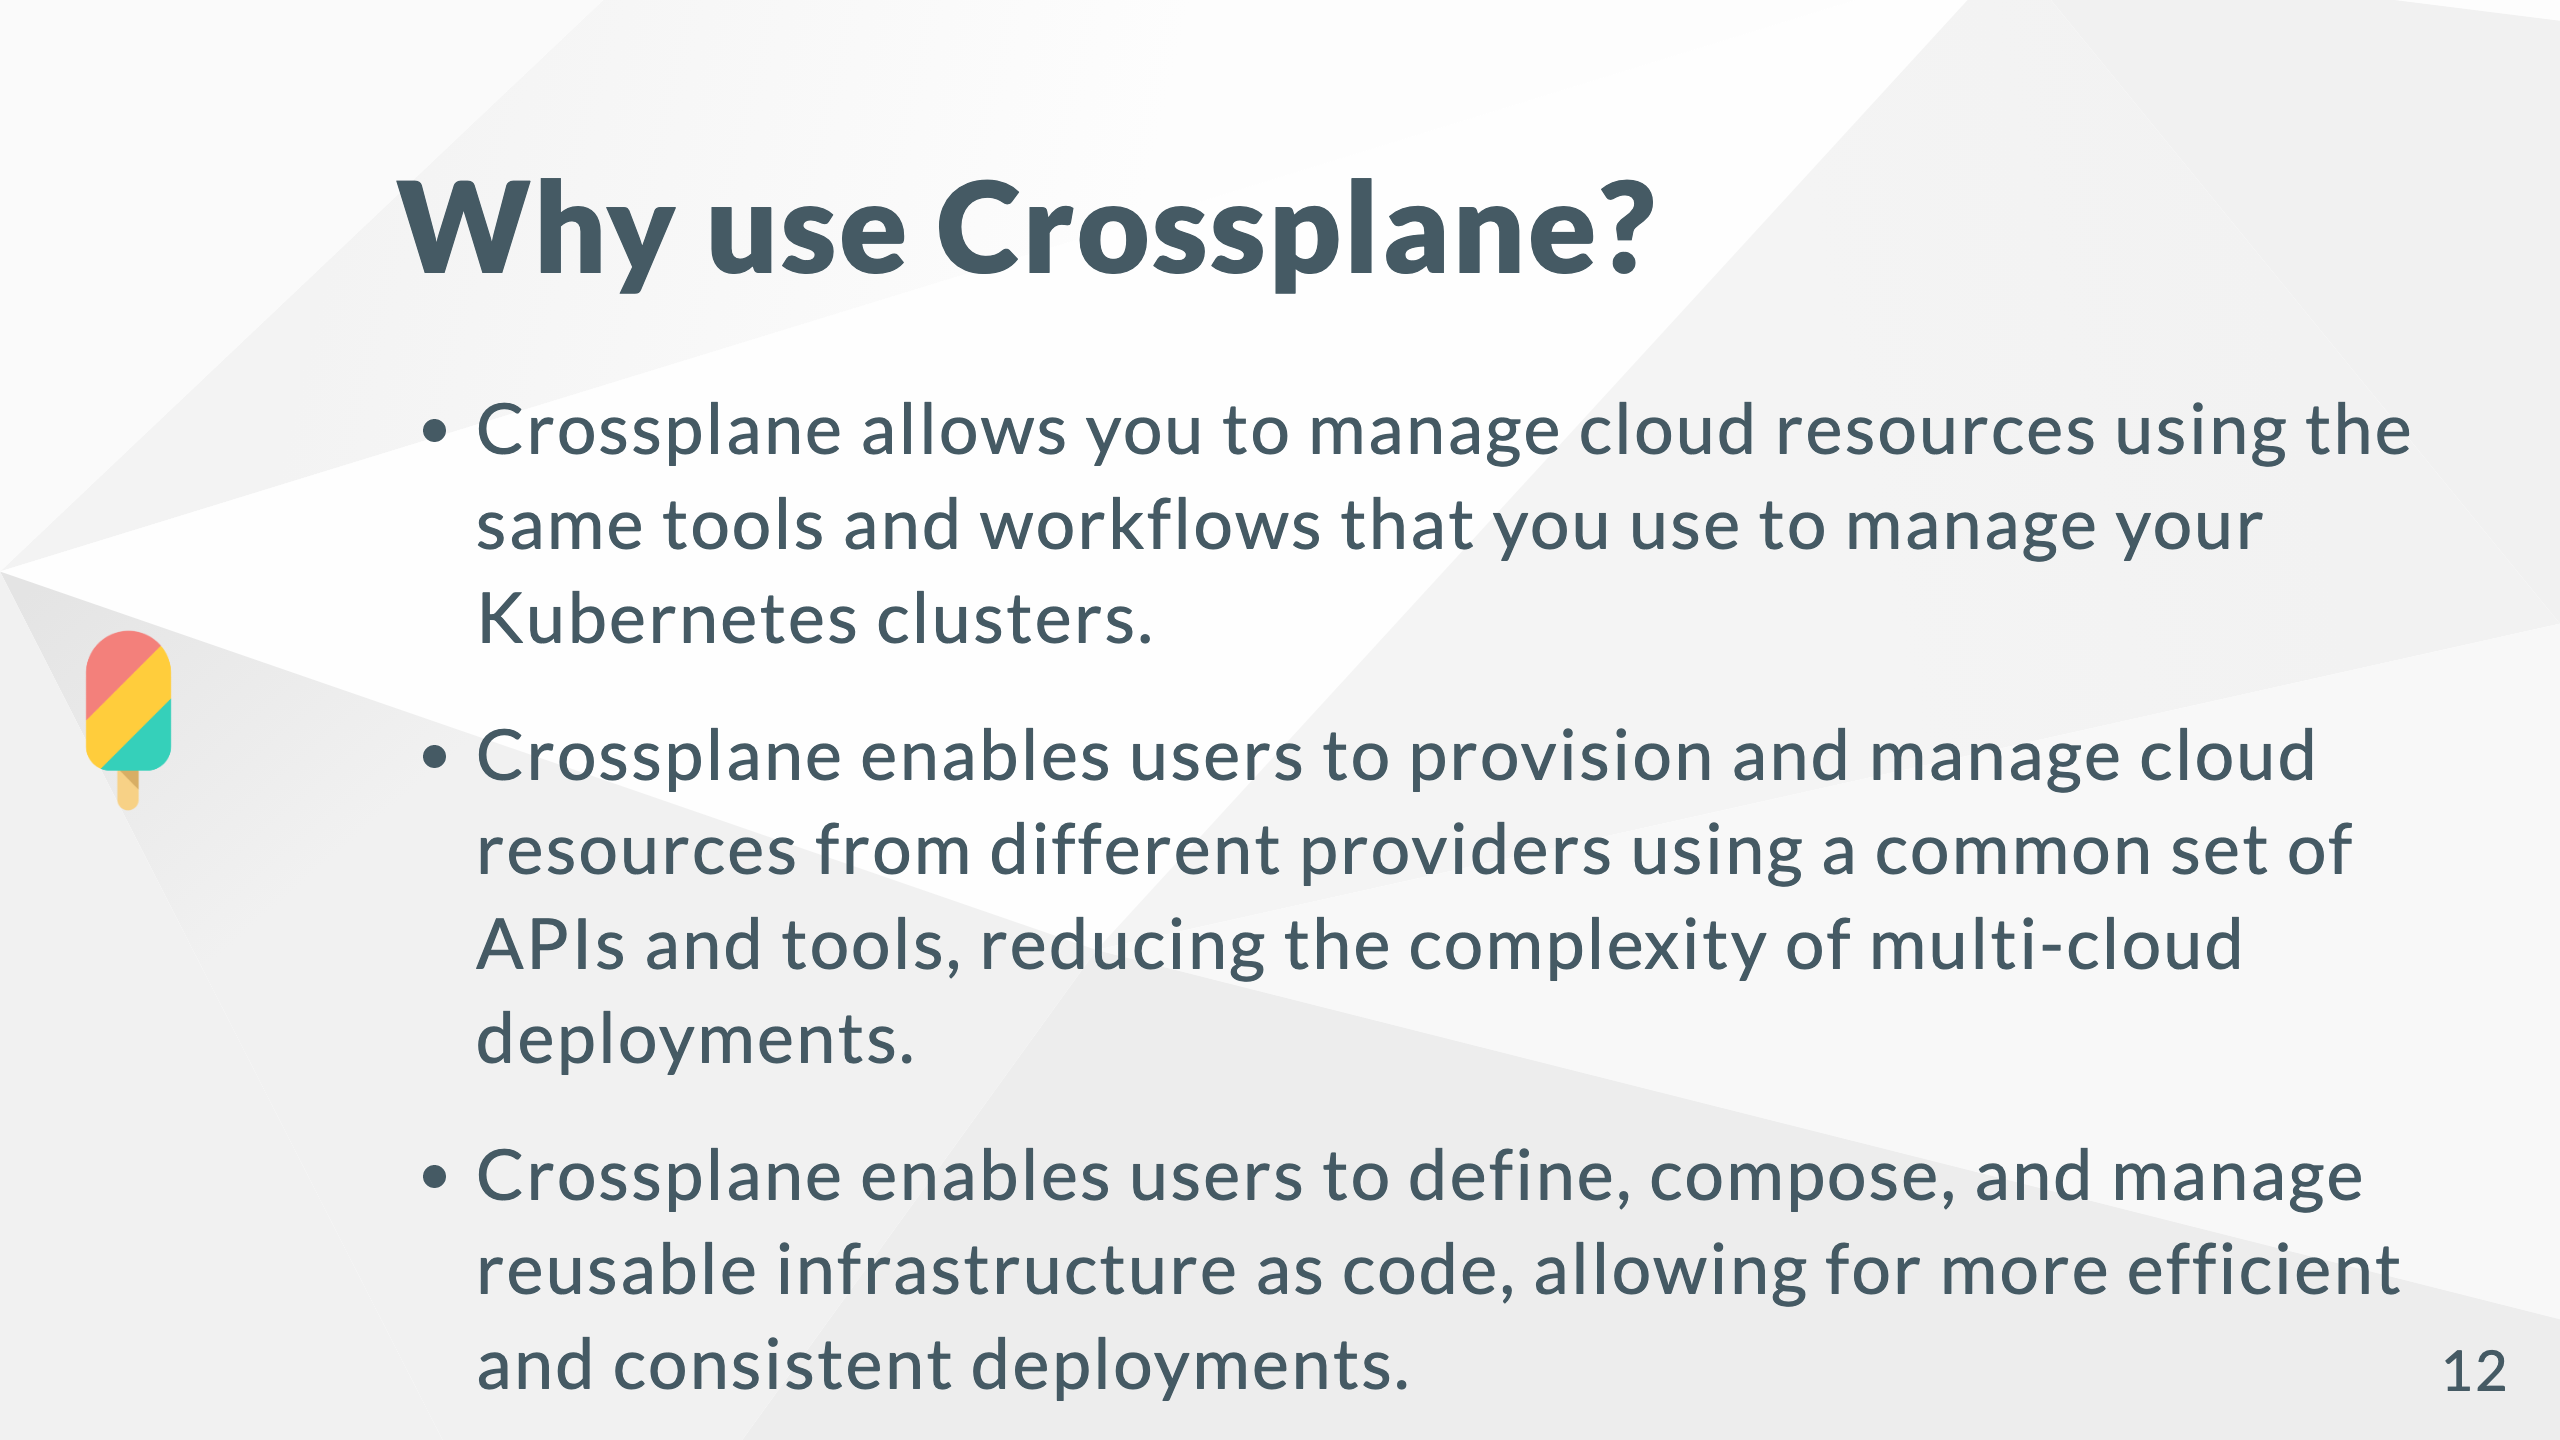 Why use Crossplane?
• Crossplane allows you to manage cloud resources using the
same tools and workflows that you use to manage your
Kubernetes clusters.
• Crossplane enables users to provision and manage cloud
resources from different providers using a common set of
APIs and tools, reducing the complexity of multi-cloud
deployments.
• Crossplane enables users to define, compose, and manage
reusable infrastructure as code, allowing for more efficient
and consistent deployments.
12